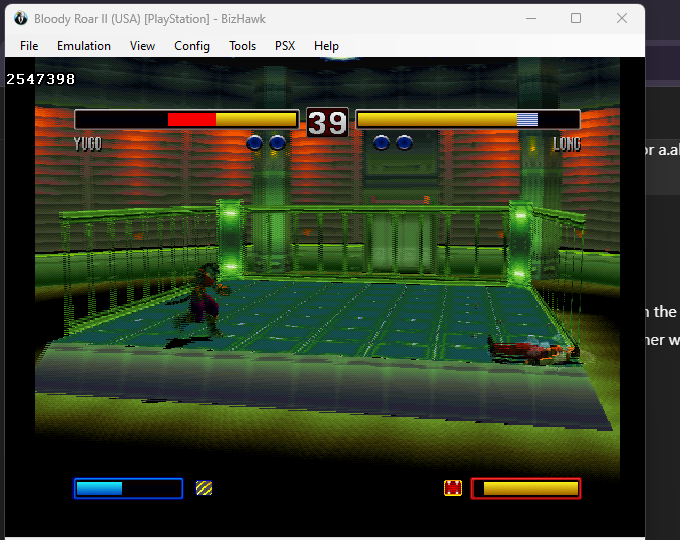 Bloody Roar II (USA) [PlayStation] - BizHawk
File Emulation View Config Tools PSX Help
2547398
39
YUGO
LONG
or a.al
n the
ner w